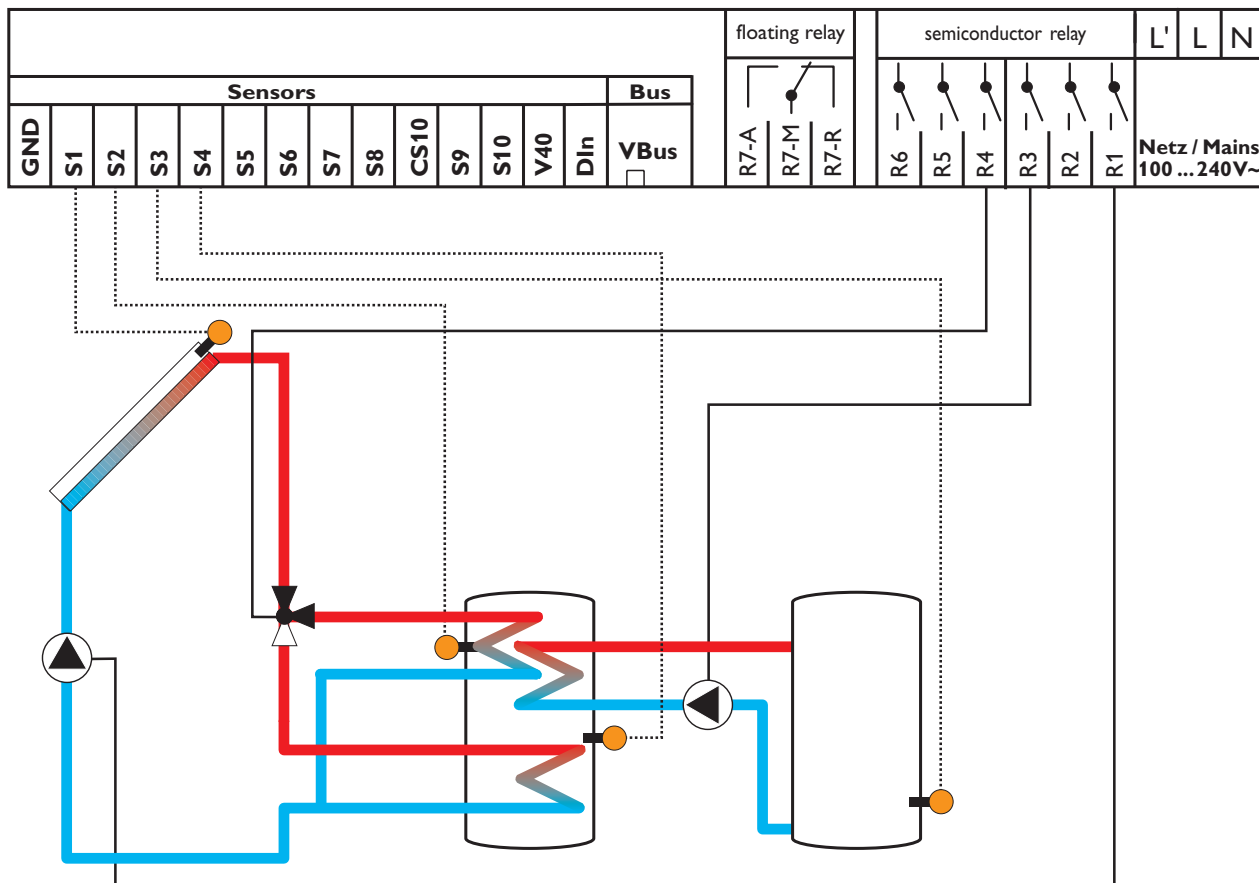 floating relay
semiconductor relay
L' L N
Sensors
Bus
GND
S1
S2
S3
S4
S5
S6
S7
S8
CS10
S9
S10
V40
DIn
VBus
R7-A
R7-M
R7-R
R6
R5
R4
R3
R2
R1
Netz / Mains
100 ... 240V~